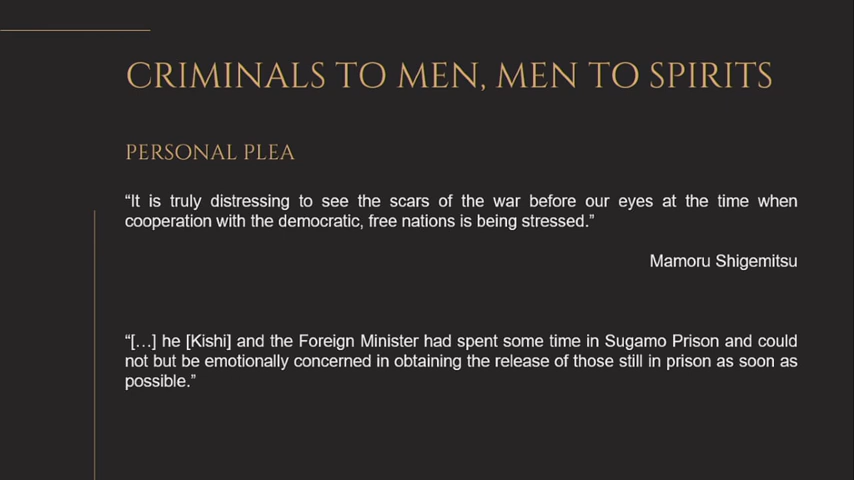 CRIMINALS TO MEN, MEN TO SPIRITS
PERSONAL PLEA
“It is truly distressing to see the scars of the war before our eyes at the time when
cooperation with the democratic, free nations is being stressed.”
Mamoru Shigemitsu
“[…] he [Kishi] and the Foreign Minister had spent some time in Sugamo Prison and could
not but be emotionally concerned in obtaining the release of those still in prison as soon as
possible.”